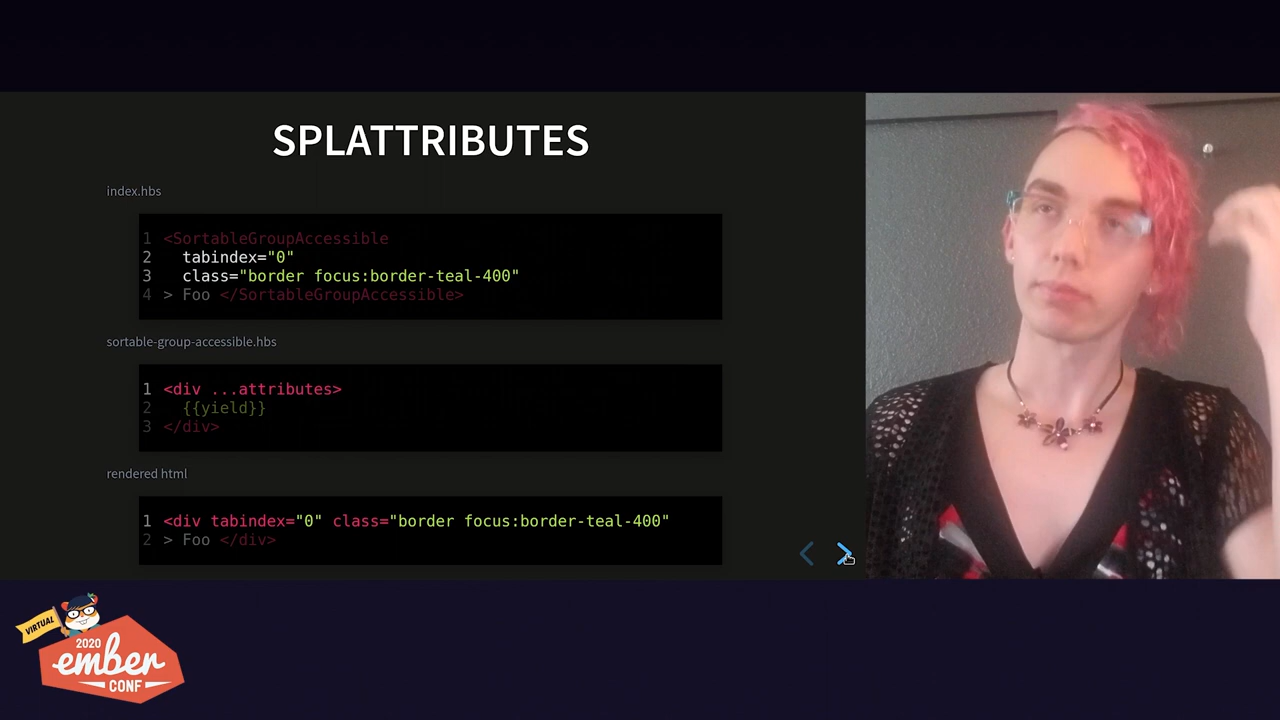 SPLATTRIBUTES
index.hbs
1 <SortableGroupAccessible
2   tabindex="0"
3   class="border focus:border-teal-400"
4 > Foo </SortableGroupAccessible>
sortable-group-accessible.hbs
1 <div ...attributes>
2   {{yield}}
3 </div>
rendered html
1 <div tabindex="0" class="border focus:border-teal-400"
2 > Foo </div>
VIRTUAL
2020
ember
CONF